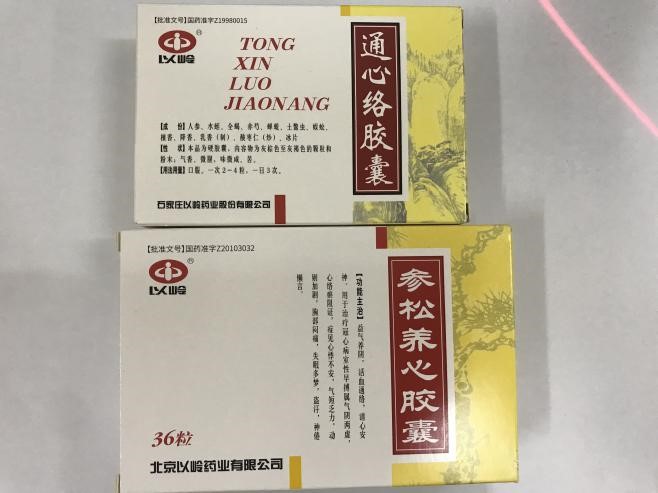 【批准文号】国药准字Z19980015
以岭®
TONG
XIN
LUO
JIAONANG
【成 份】人参、水蛭、全蝎、赤芍、蝉蜕、土鳖虫、蜈蚣、
檀香、降香、乳香（制）、酸枣仁（炒）、冰片
【性 状】本品为硬胶囊，内容物为灰棕色至灰褐色的颗粒和
粉末；气香、微腥，味微咸、苦。
【用法用量】口服。一次2－4粒，一日3次。
石家庄以岭药业股份有限公司
通心络胶囊
【批准文号】国药准字Z20103032
以岭®
【功能主治】益气养阴，活血通络，清心安
神。用于治疗冠心病室性早搏属气阴两虚，
心络瘀阻证，症见心悸不安，气短乏力，动
则加剧，胸部闷痛，失眠多梦，盗汗，神倦
懒言。
36粒
北京以岭药业有限公司
参松养心胶囊